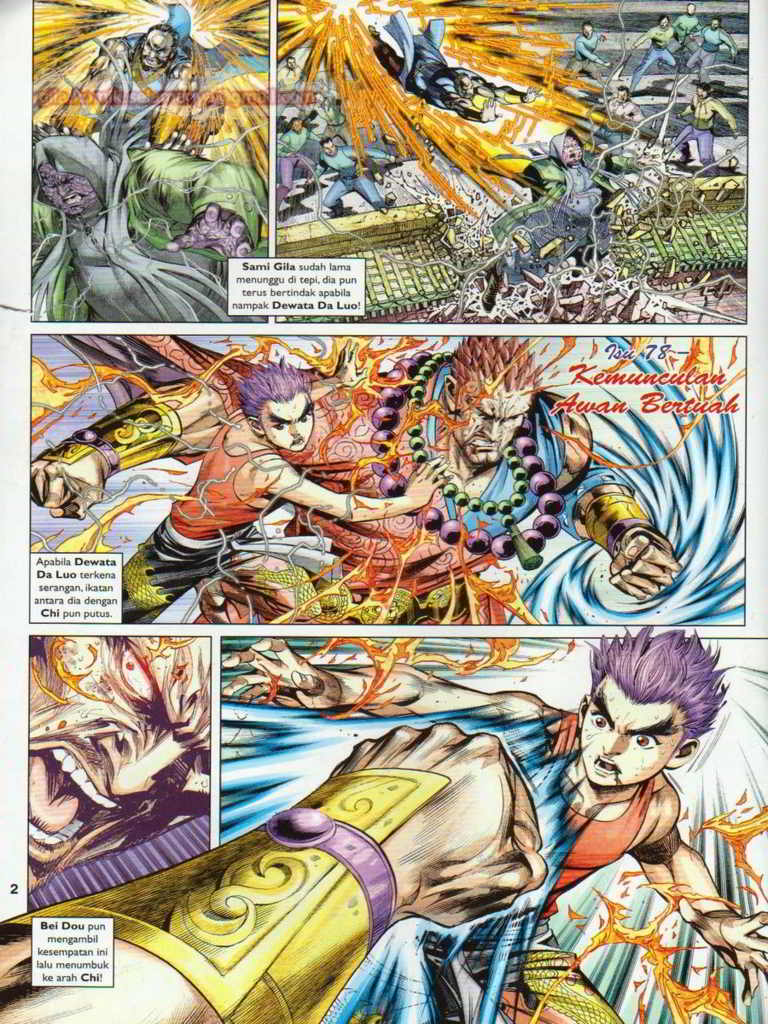 Sami Gila sudah lama
menunggu di tepi, dia pun
terus bertindak apabila
nampak Dewata Da Luo!
Isu 78 –
Kemunculan
Awan Bertuah
Apabila Dewata
Da Luo terkena
serangan, ikatan
antara dia dengan
Chi pun putus.
2
Bei Dou pun
mengambil
kesempatan ini
lalu menumbuk
ke arah Chi!